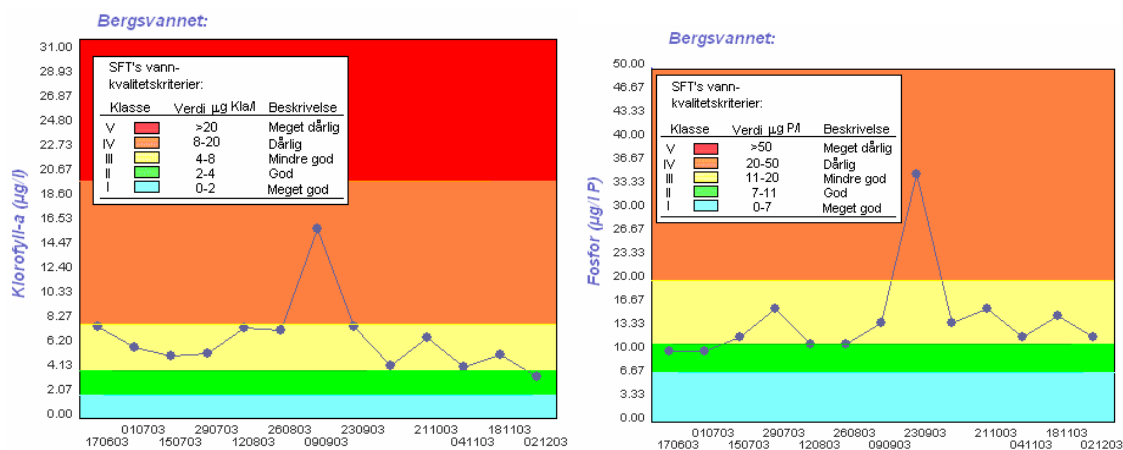 Bergsvannet:
31.00
28.93
26.87
24.80
22.73
20.67
18.60
16.53
14.47
12.40
10.33
8.27
6.20
4.13
2.07
0.00
Klorofyll-a (µg/l)
SFT's vann-
kvalitetskriterier:
Klasse Verdi µg Kla/l Beskrivelse
V >20 Meget dårlig
IV 8-20 Dårlig
III 4-8 Mindre god
II 2-4 God
I 0-2 Meget god
010703 290703 260803 230903 211003 181103
170603 150703 120803 090903 041103 021203
Bergsvannet:
50.00
46.67
43.33
40.00
36.67
33.33
30.00
26.67
23.33
20.00
16.67
13.33
10.00
6.67
3.33
0.00
Fosfor (µg/l P)
SFT's vann-
kvalitetskriterier:
Klasse Verdi µg P/l Beskrivelse
V >50 Meget dårlig
IV 20-50 Dårlig
III 11-20 Mindre god
II 7-11 God
I 0-7 Meget god
010703 290703 260803 230903 211003 181103
170603 150703 120803 090903 041103 021203